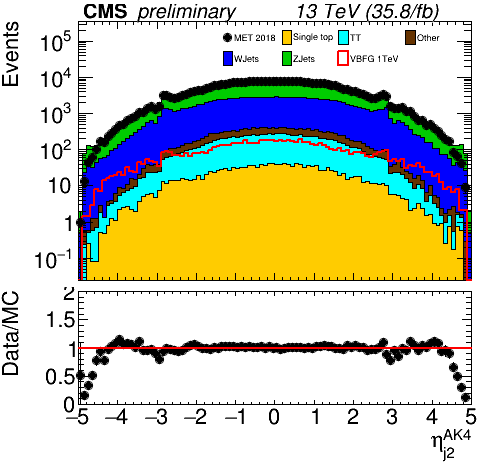 CMS preliminary 13 TeV (35.8/fb)
Events
MET 2018 Single top TT Other
WJets ZJets VBFG 1TeV
10^5
10^4
10^3
10^2
10
1
10^−1
Data/MC
2
1.5
1
0.5
0
−5 −4 −3 −2 −1 0 1 2 3 4 5
η_{j2}^{AK4}